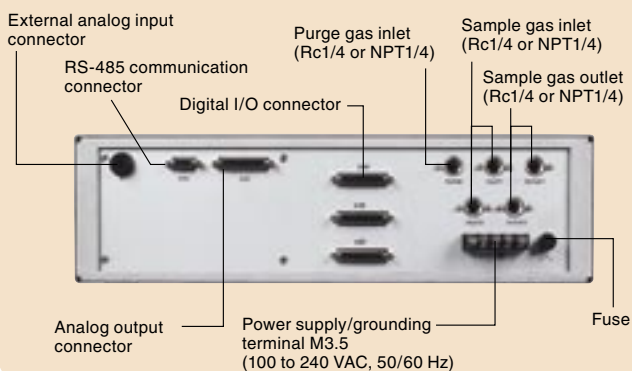 External analog input
connector
RS-485 communication
connector
Digital I/O connector
Purge gas inlet
(Rc1/4 or NPT1/4)
Sample gas inlet
(Rc1/4 or NPT1/4)
Sample gas outlet
(Rc1/4 or NPT1/4)
Analog output
connector
Power supply/grounding
terminal M3.5
(100 to 240 VAC, 50/60 Hz)
Fuse